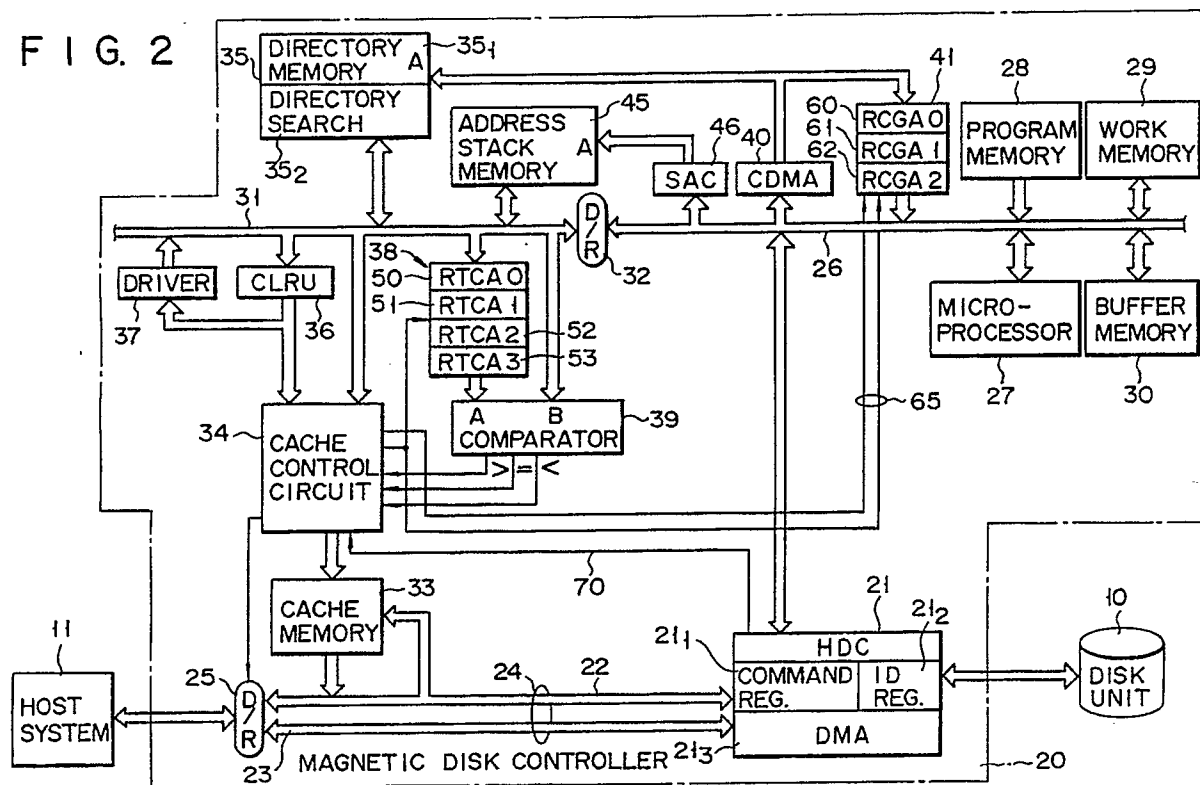 FIG. 2
35
DIRECTORY MEMORY A
35₁
DIRECTORY SEARCH
35₂
ADDRESS STACK MEMORY A
45
SAC
46
CDMA
40
41
60 RCGA 0
61 RCGA 1
62 RCGA 2
28
PROGRAM MEMORY
29
WORK MEMORY
31
D/R
32
26
DRIVER
37
CLRU
36
38
50 RTCA 0
51 RTCA 1
RTCA 2 52
RTCA 3 53
MICRO-PROCESSOR
27
BUFFER MEMORY
30
34
CACHE CONTROL CIRCUIT
A B
COMPARATOR
39
> = <
65
70
CACHE MEMORY
33
11
HOST SYSTEM
25
D/R
24
22
23
21
21₁
21₂
HDC
COMMAND REG.
ID REG.
DMA
21₃
10
DISK UNIT
MAGNETIC DISK CONTROLLER
20